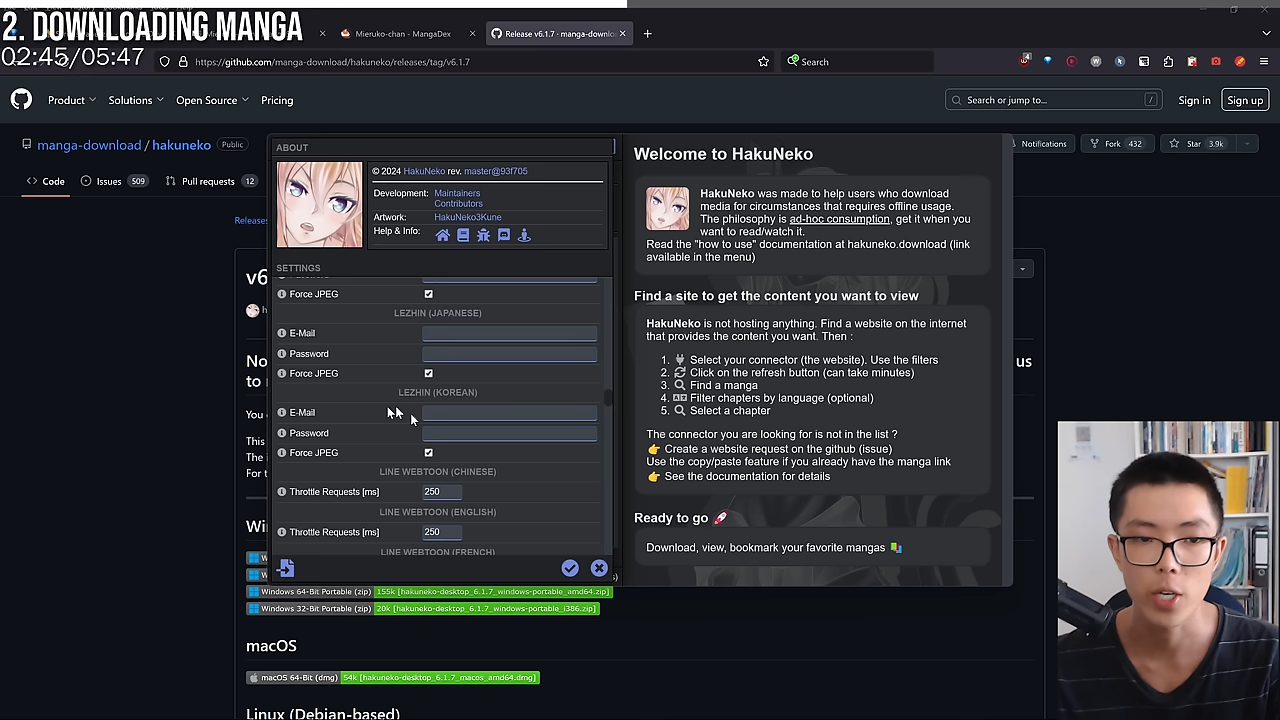 2. DOWNLOADING MANGA
02:45/05:47
Mieruko-chan - MangaDex
Release v6.1.7 · manga-downlo
https://github.com/manga-download/hakuneko/releases/tag/v6.1.7
Search
4
Product
Solutions
Open Source
Pricing
Search or jump to...
/
Sign in
Sign up
manga-download / hakuneko
Public
Notifications
Fork 432
Star 3.9k
Code
Issues 509
Pull requests 12
Releases
ABOUT
© 2024 HakuNeko rev. master@93f705
Development: Maintainers
Contributors
Artwork: HakuNeko3Kune
Help & Info:
SETTINGS
Force JPEG
LEZHIN (JAPANESE)
E-Mail
Password
Force JPEG
LEZHIN (KOREAN)
E-Mail
Password
Force JPEG
LINE WEBTOON (CHINESE)
Throttle Requests [ms] 250
LINE WEBTOON (ENGLISH)
Throttle Requests [ms] 250
LINE WEBTOON (FRENCH)
Welcome to HakuNeko
HakuNeko was made to help users who download
media for circumstances that requires offline usage.
The philosophy is ad-hoc consumption, get it when you
want to read/watch it.
Read the "how to use" documentation at hakuneko.download (link
available in the menu)
Find a site to get the content you want to view
HakuNeko is not hosting anything. Find a website on the internet
that provides the content you want. Then :
1. Select your connector (the website). Use the filters
2. Click on the refresh button (can take minutes)
3. Find a manga
4. Filter chapters by language (optional)
5. Select a chapter
The connector you are looking for is not in the list ?
👉 Create a website request on the github (issue)
Use the copy/paste feature if you already have the manga link
👉 See the documentation for details
Ready to go 🚀
Download, view, bookmark your favorite mangas
v6
No
us
to
You
This
The
For t
Wi
Windows 64-Bit Portable (zip) 155k [hakuneko-desktop_6.1.7_windows-portable_amd64.zip]
Windows 32-Bit Portable (zip) 20k [hakuneko-desktop_6.1.7_windows-portable_i386.zip]
macOS
macOS 64-Bit (dmg) 54k [hakuneko-desktop_6.1.7_macos_amd64.dmg]
Linux (Debian-based)